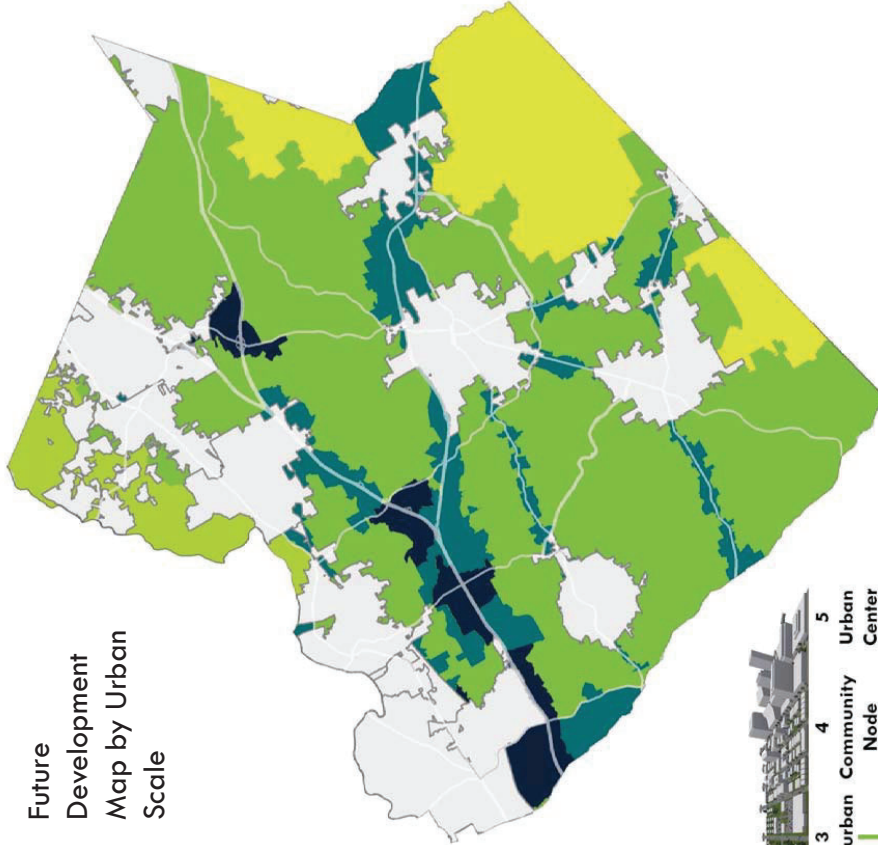 Future
Development
Map by Urban
Scale
3 4 5
urban Community Urban
Node Center